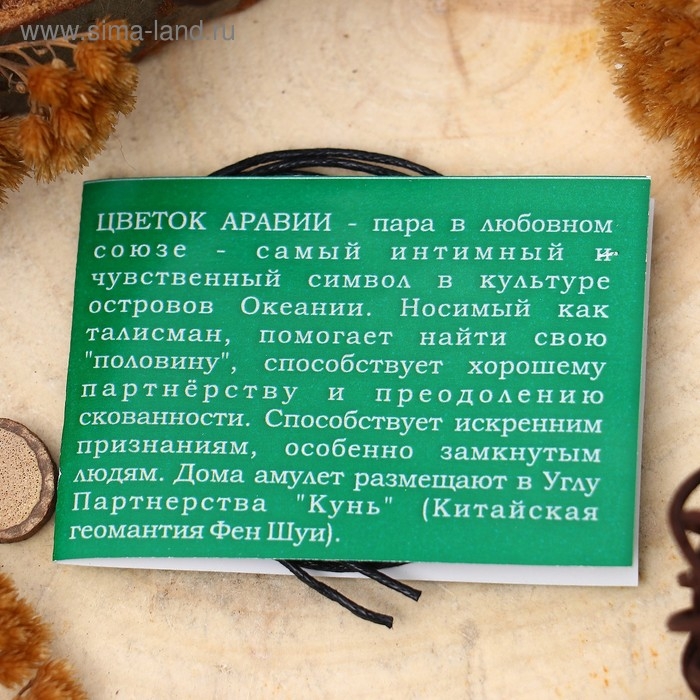 www.sima-land.ru
ЦВЕТОК АРАВИИ - пара в любовном
союзе - самый интимный и
чувственный символ в культуре
островов Океании. Носимый как
талисман, помогает найти свою
"половину", способствует хорошему
партнёрству и преодолению
скованности. Способствует искренним
признаниям, особенно замкнутым
людям. Дома амулет размещают в Углу
Партнерства "Кунь" (Китайская
геомантия Фен Шуи).